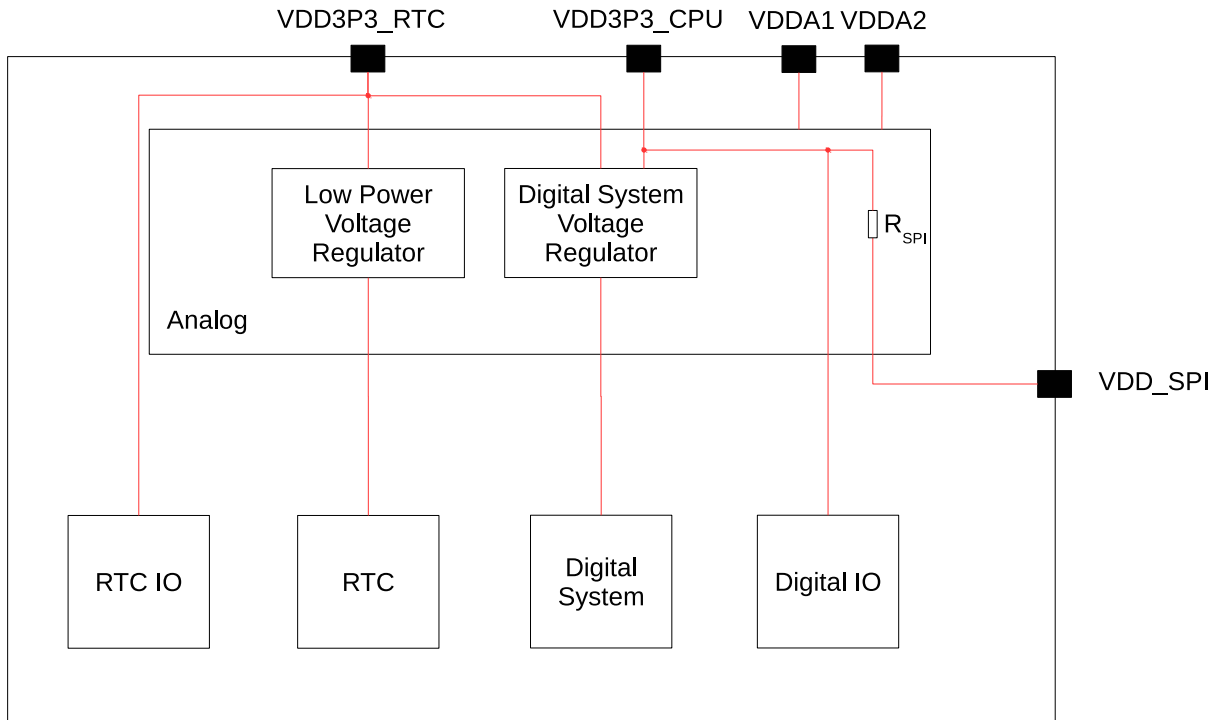 VDD3P3_RTC
VDD3P3_CPU
VDDA1
VDDA2
Low Power
Voltage
Regulator
Digital System
Voltage
Regulator
RSPI
Analog
VDD_SPI
RTC IO
RTC
Digital
System
Digital IO